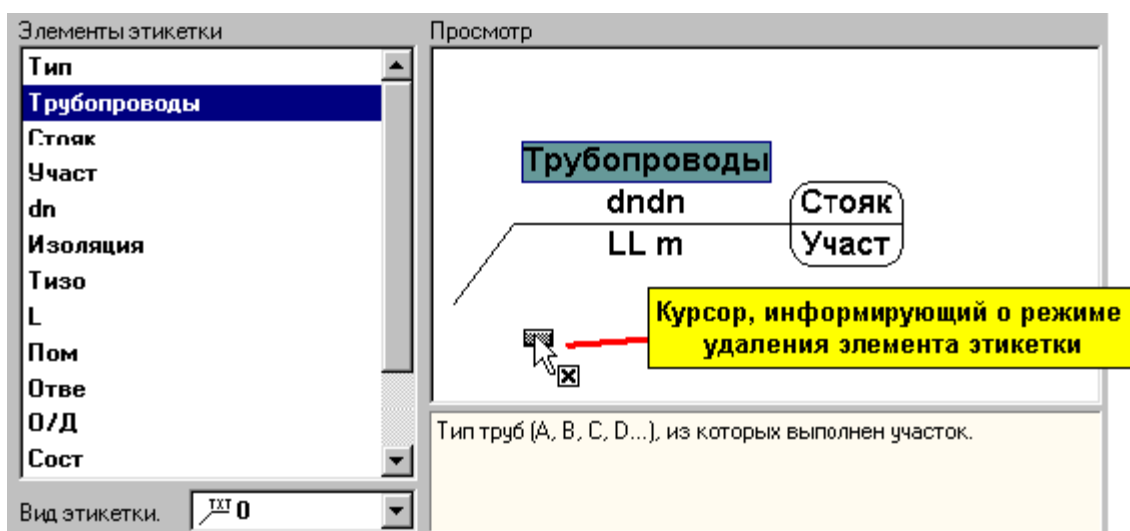 Элементы этикетки
Тип
Трубопроводы
Стояк
Участ
dn
Изоляция
Тизо
L
Пом
Отве
О/Д
Сост
Вид этикетки.
TXT 0
Просмотр
Трубопроводы
dndn
Стояк
LL m
Участ
Курсор, информирующий о режиме
удаления элемента этикетки
Тип труб (A, B, C, D...), из которых выполнен участок.